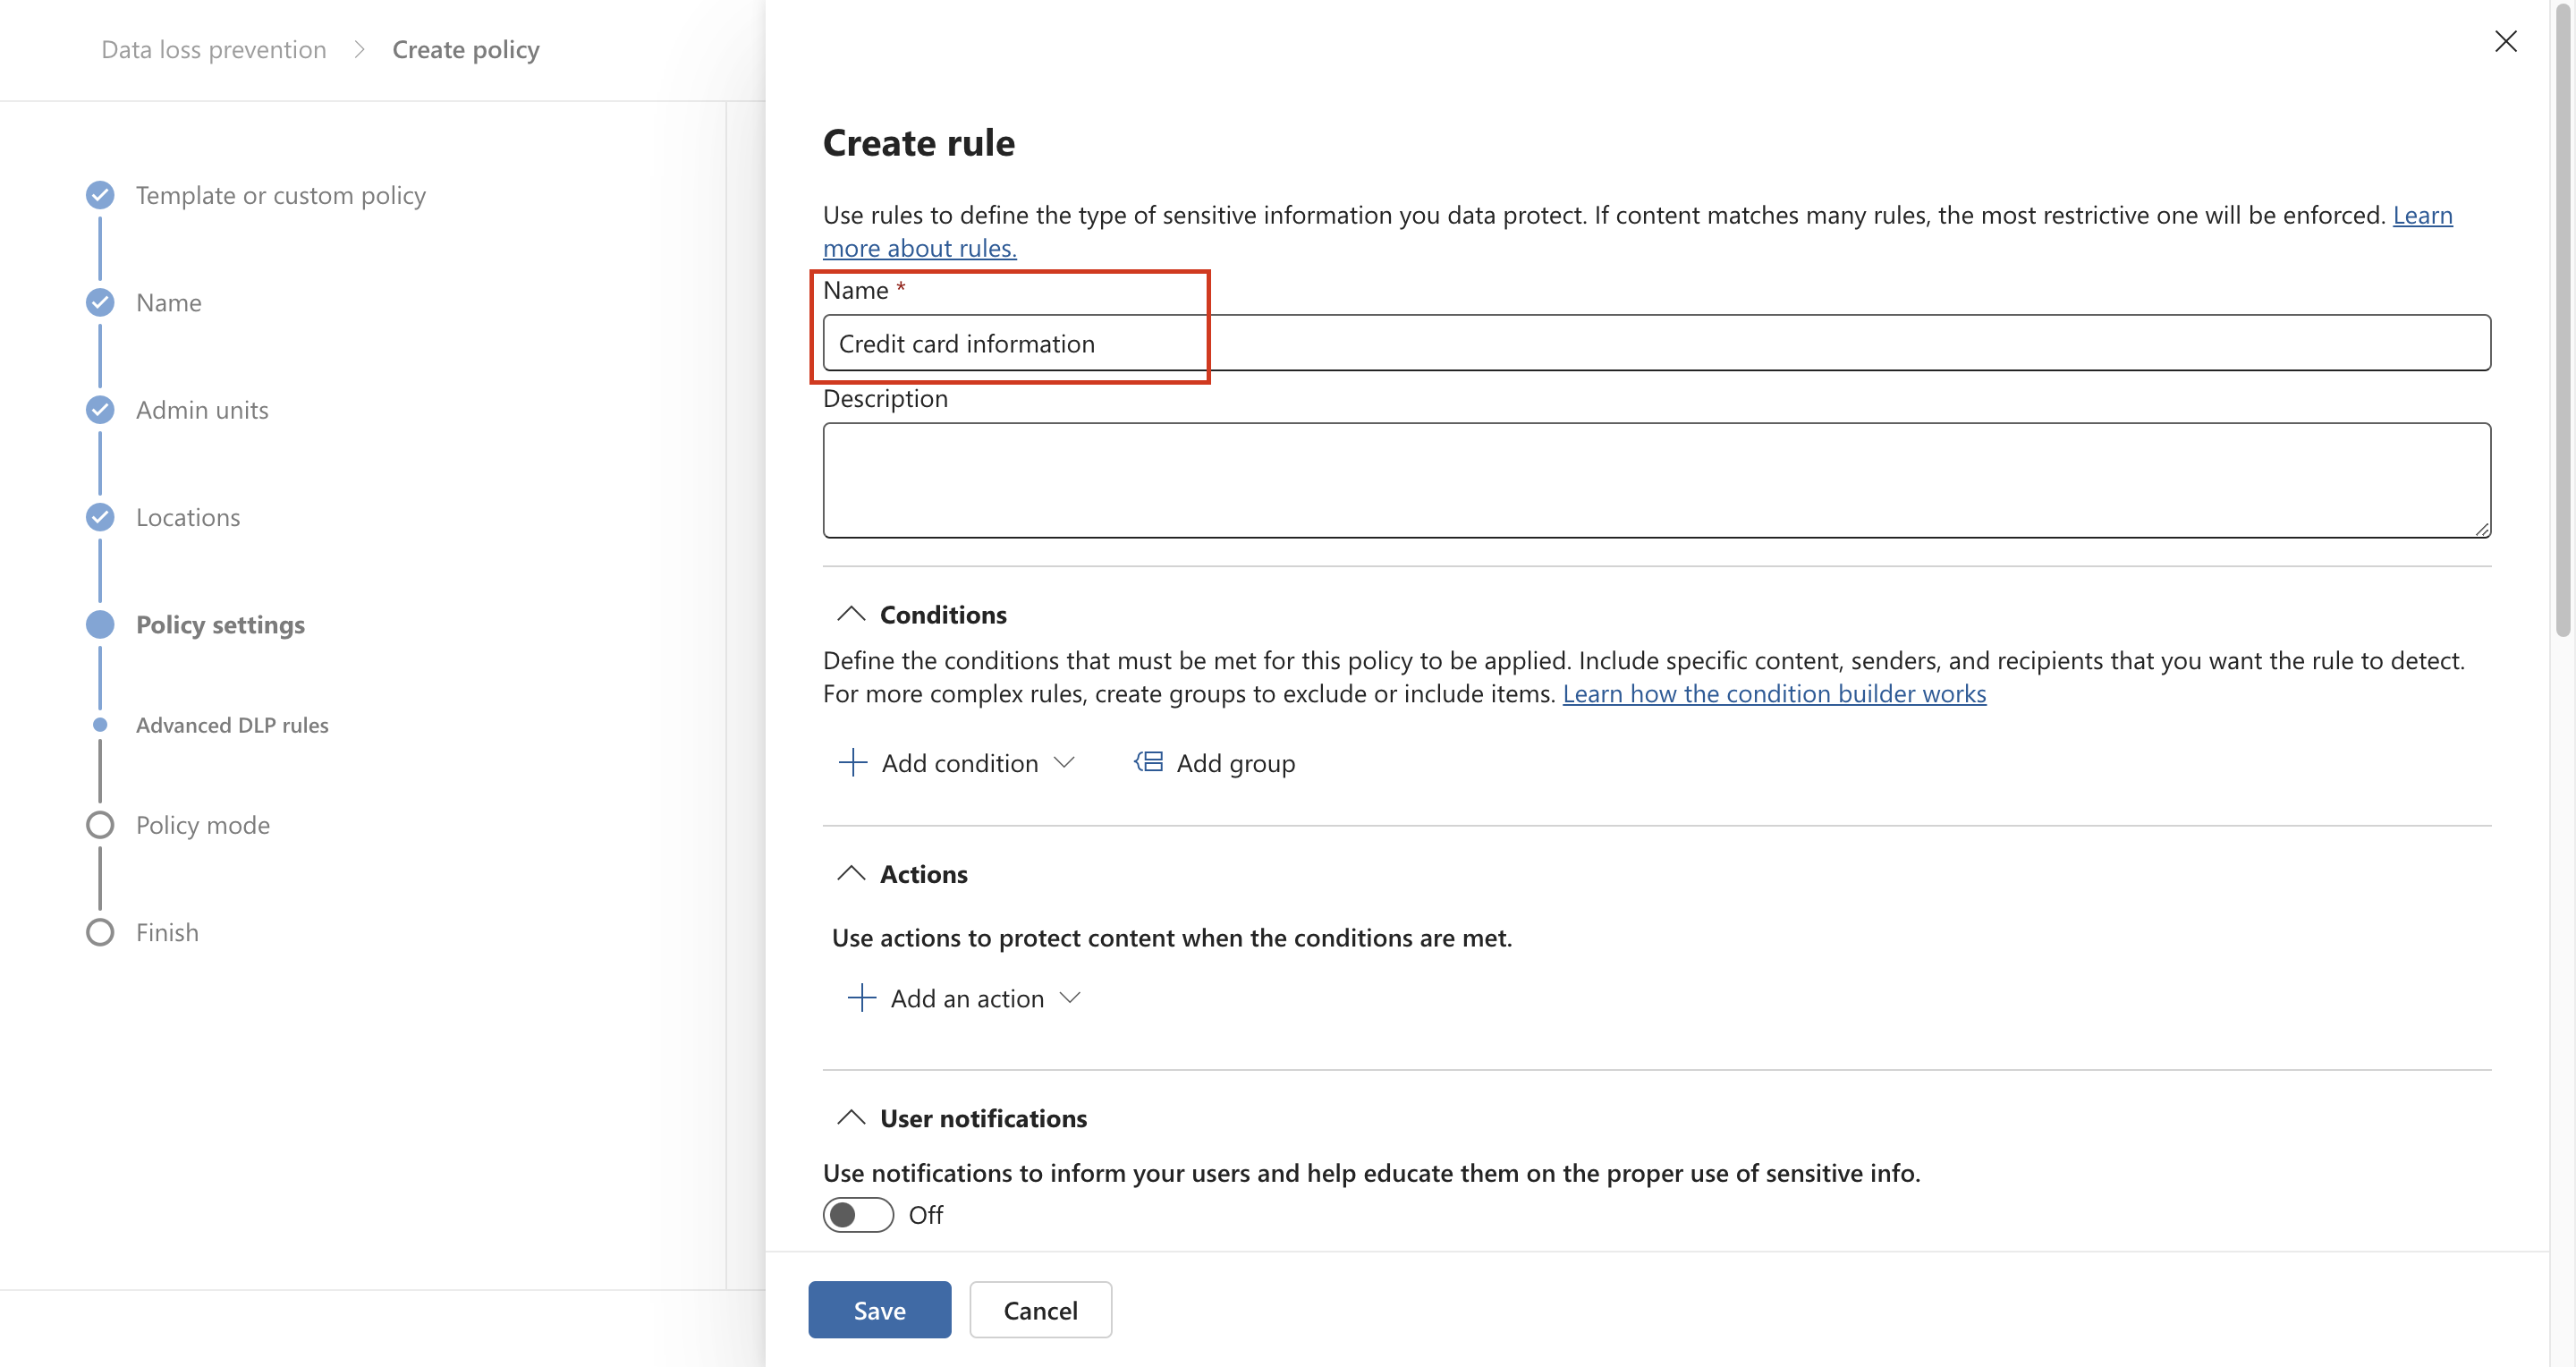 Data loss prevention > Create policy
Template or custom policy
Name
Admin units
Locations
Policy settings
Advanced DLP rules
Policy mode
Finish
Create rule
Use rules to define the type of sensitive information you data protect. If content matches many rules, the most restrictive one will be enforced. Learn
more about rules.
Name *
Credit card information
Description
Conditions
Define the conditions that must be met for this policy to be applied. Include specific content, senders, and recipients that you want the rule to detect.
For more complex rules, create groups to exclude or include items. Learn how the condition builder works
Add condition Add group
Actions
Use actions to protect content when the conditions are met.
Add an action
User notifications
Use notifications to inform your users and help educate them on the proper use of sensitive info.
Off
Save Cancel